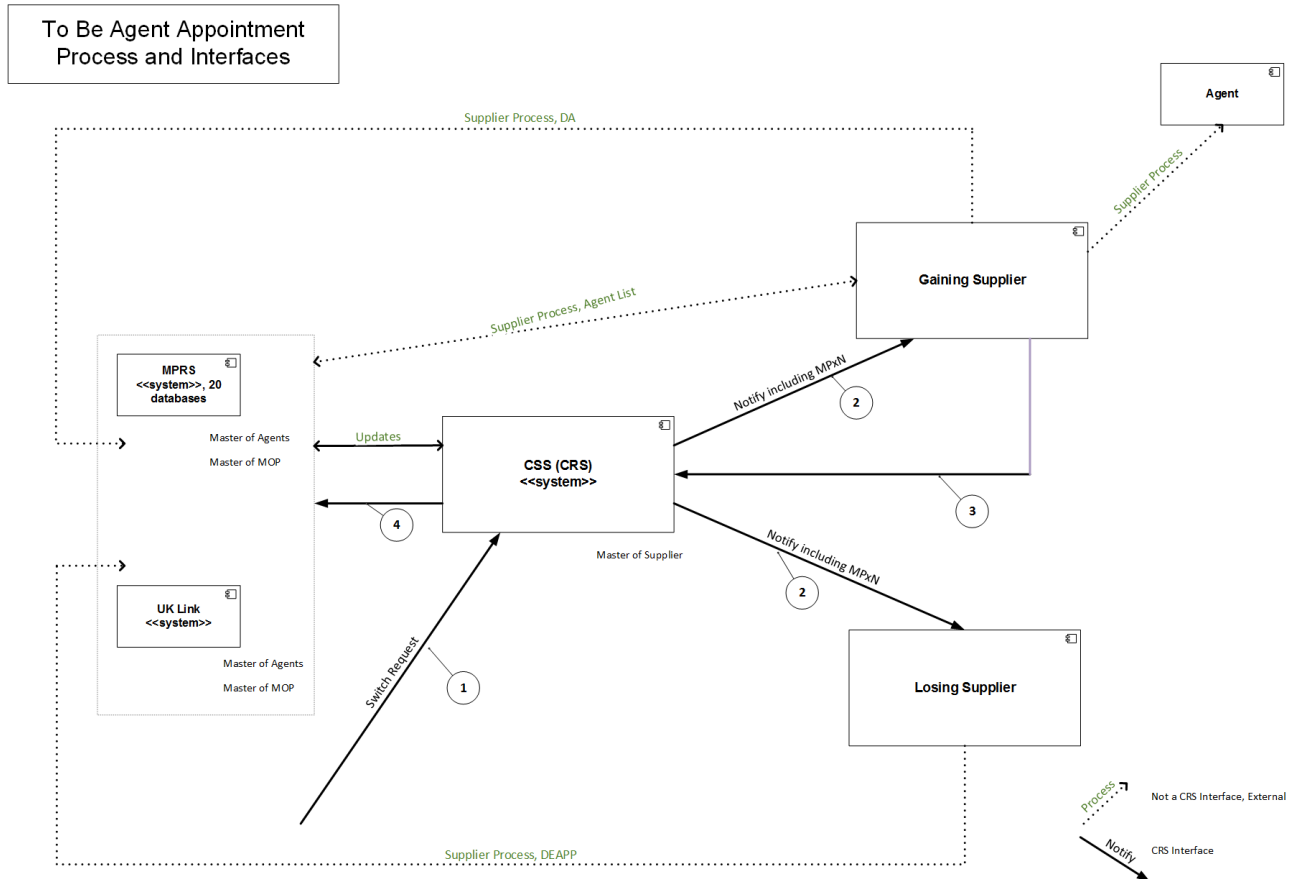 To Be Agent Appointment
Process and Interfaces
Agent
Supplier Process, DA
Supplier Process
Gaining Supplier
Supplier Process, Agent List
MPRS
<<system>>, 20
databases
Notify including MPxN
2
Master of Agents
Master of MOP
Updates
CSS (CRS)
<<system>>
3
4
Master of Supplier
Notify including MPxN
2
UK Link
<<system>>
Master of Agents
Master of MOP
Switch Request
1
Losing Supplier
Process
Not a CRS Interface, External
Supplier Process, DEAPP
Notify
CRS Interface